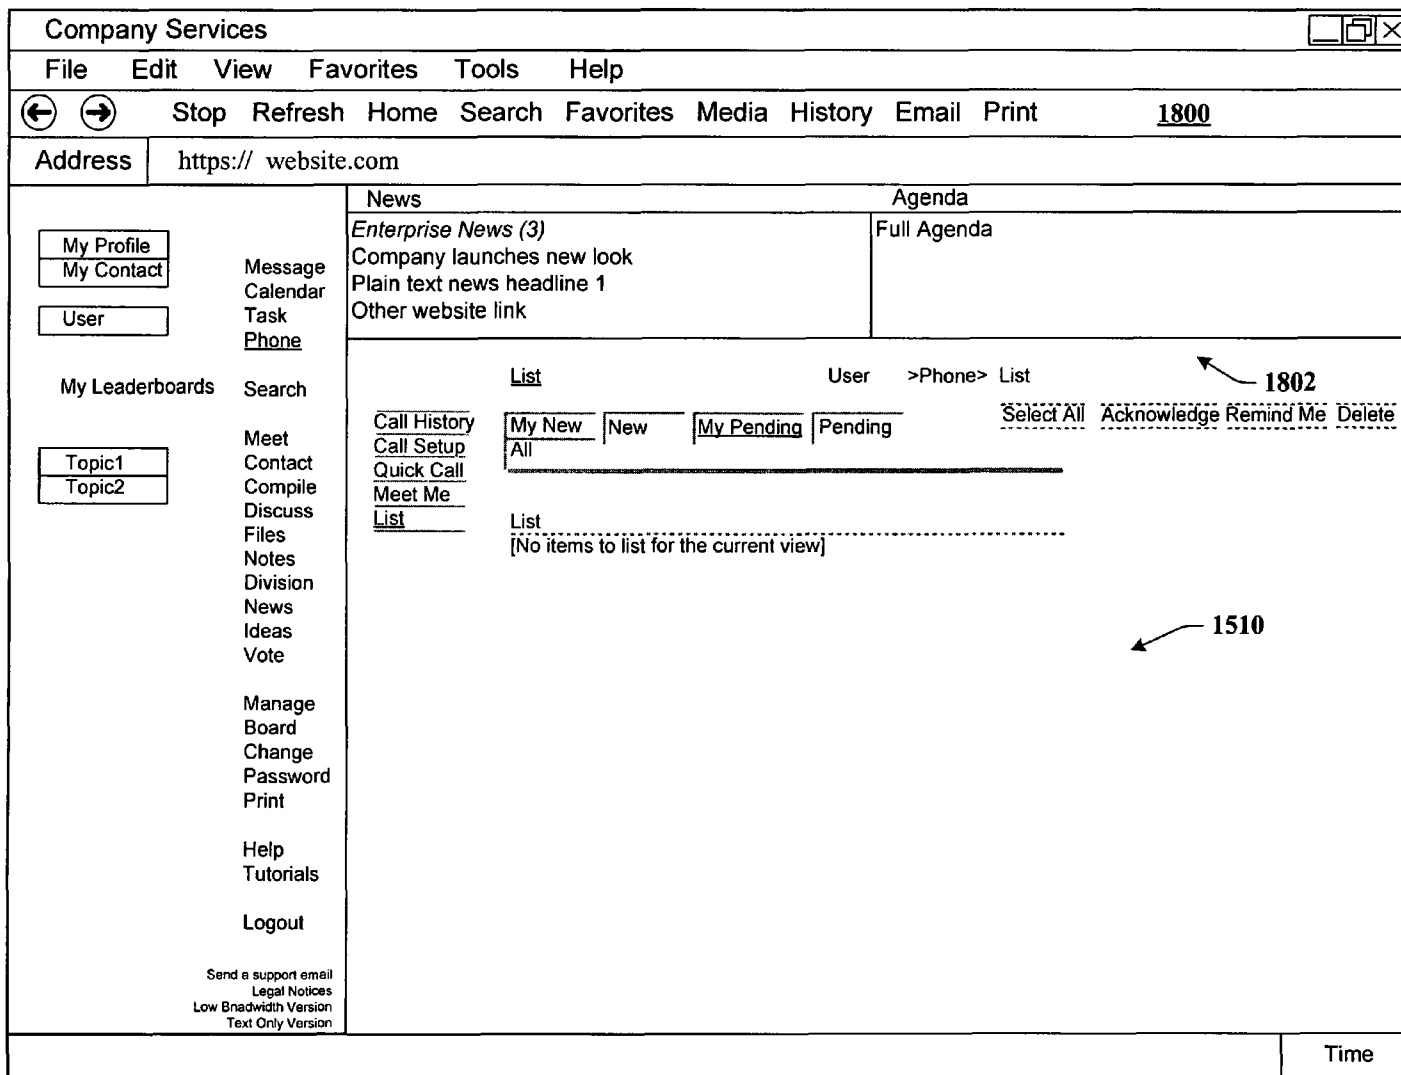 Company Services
File Edit View Favorites Tools Help
Stop Refresh Home Search Favorites Media History Email Print 1800
Address https:// website.com
My Profile
My Contact
User
My Leaderboards
Topic1
Topic2
Message
Calendar
Task
Phone
Search
Meet
Contact
Compile
Discuss
Files
Notes
Division
News
Ideas
Vote
Manage
Board
Change
Password
Print
Help
Tutorials
Logout
Send a support email
Legal Notices
Low Bnadwidth Version
Text Only Version
News
Enterprise News (3)
Company launches new look
Plain text news headline 1
Other website link
Agenda
Full Agenda
List User >Phone> List
1802
Call History
Call Setup
Quick Call
Meet Me
List
My New New My Pending Pending
All
Select All Acknowledge Remind Me Delete
List
[No items to list for the current view]
1510
Time